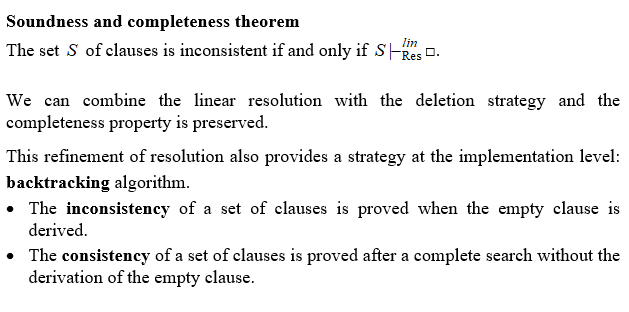 Soundness and completeness theorem
The set S of clauses is inconsistent if and only if S ⊢ lin Res □.
We can combine the linear resolution with the deletion strategy and the
completeness property is preserved.
This refinement of resolution also provides a strategy at the implementation level:
backtracking algorithm.
• The inconsistency of a set of clauses is proved when the empty clause is
derived.
• The consistency of a set of clauses is proved after a complete search without the
derivation of the empty clause.